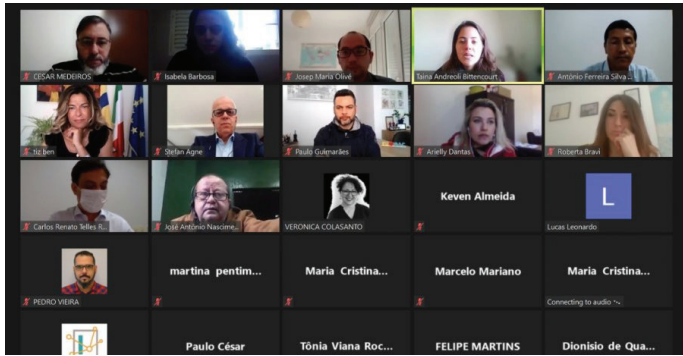 CESAR MEDEIROS
Isabela Barbosa
Josep Maria Olivé
Taina Andreoli Bittencourt
António Ferreira Silva ...
tiz ben
Stefan Agne
Paulo Guimarães
Arielly Dantas
Roberta Bravi
Carlos Renato Telles R...
José Antônio Nascime...
VERONICA COLASANTO
Keven Almeida
L
Lucas Leonardo
PEDRO VIEIRA
martina pentim...
Maria Cristina...
Marcelo Mariano
Maria Cristina...
Connecting to audio
Paulo César
Tônia Viana Roc...
FELIPE MARTINS
Dionisio de Qua...